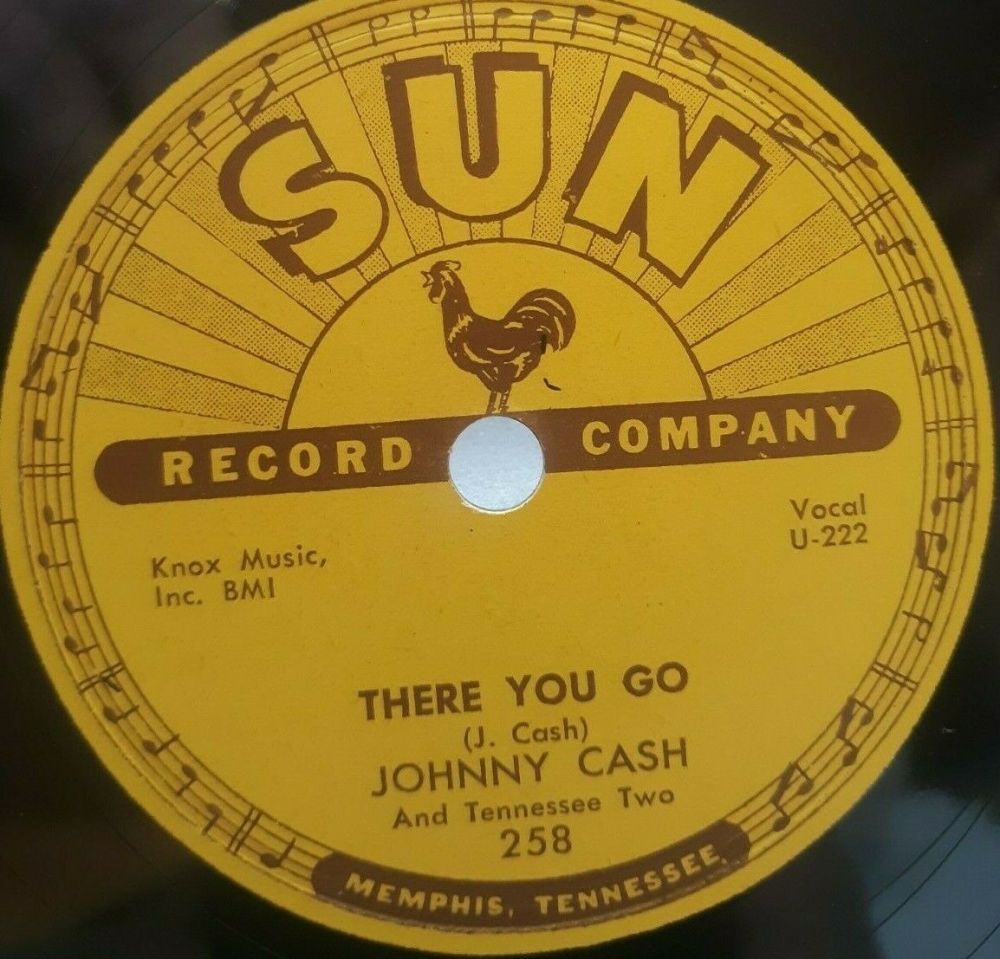 SUN
RECORD COMPANY
Vocal
U-222
Knox Music,
Inc. BMI
THERE YOU GO
(J. Cash)
JOHNNY CASH
And Tennessee Two
258
MEMPHIS, TENNESSEE